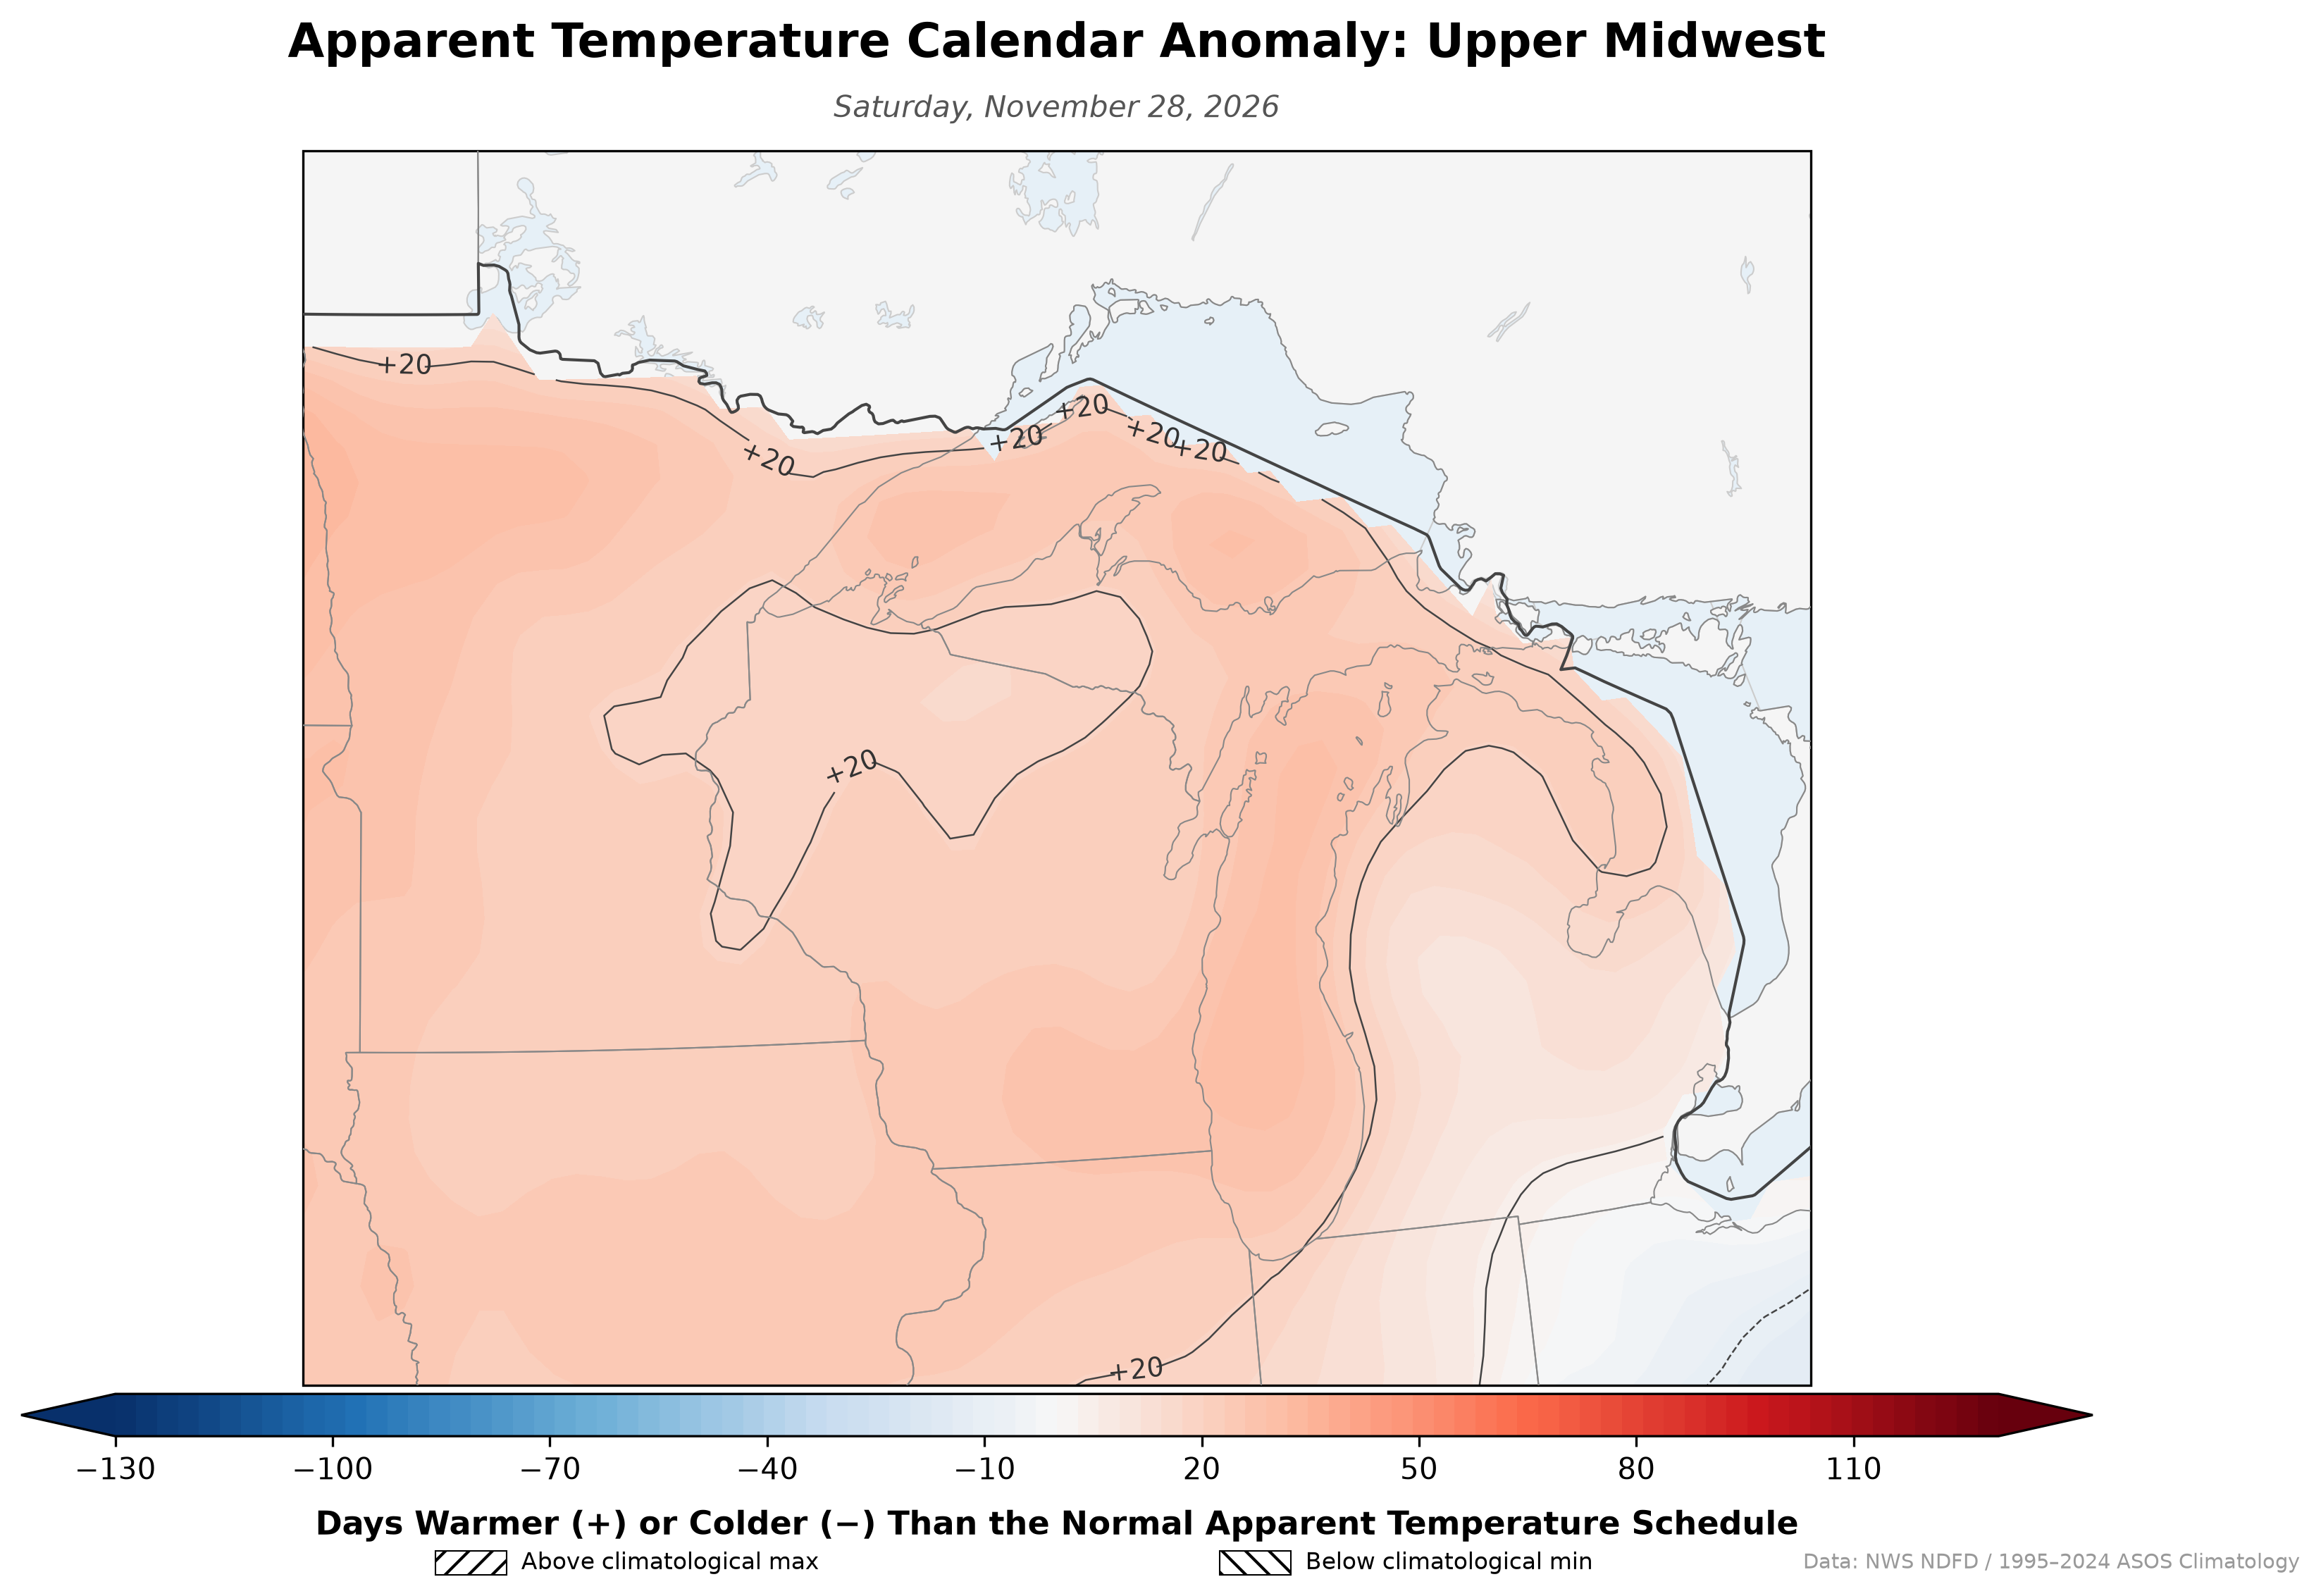 Apparent Temperature Calendar Anomaly: Upper Midwest
Saturday, November 28, 2026
+20
+20
+20
+20
+20
+20
+20
+20
−130 −100 −70 −40 −10 20 50 80 110
Days Warmer (+) or Colder (−) Than the Normal Apparent Temperature Schedule
Above climatological max Below climatological min
Data: NWS NDFD / 1995–2024 ASOS Climatology